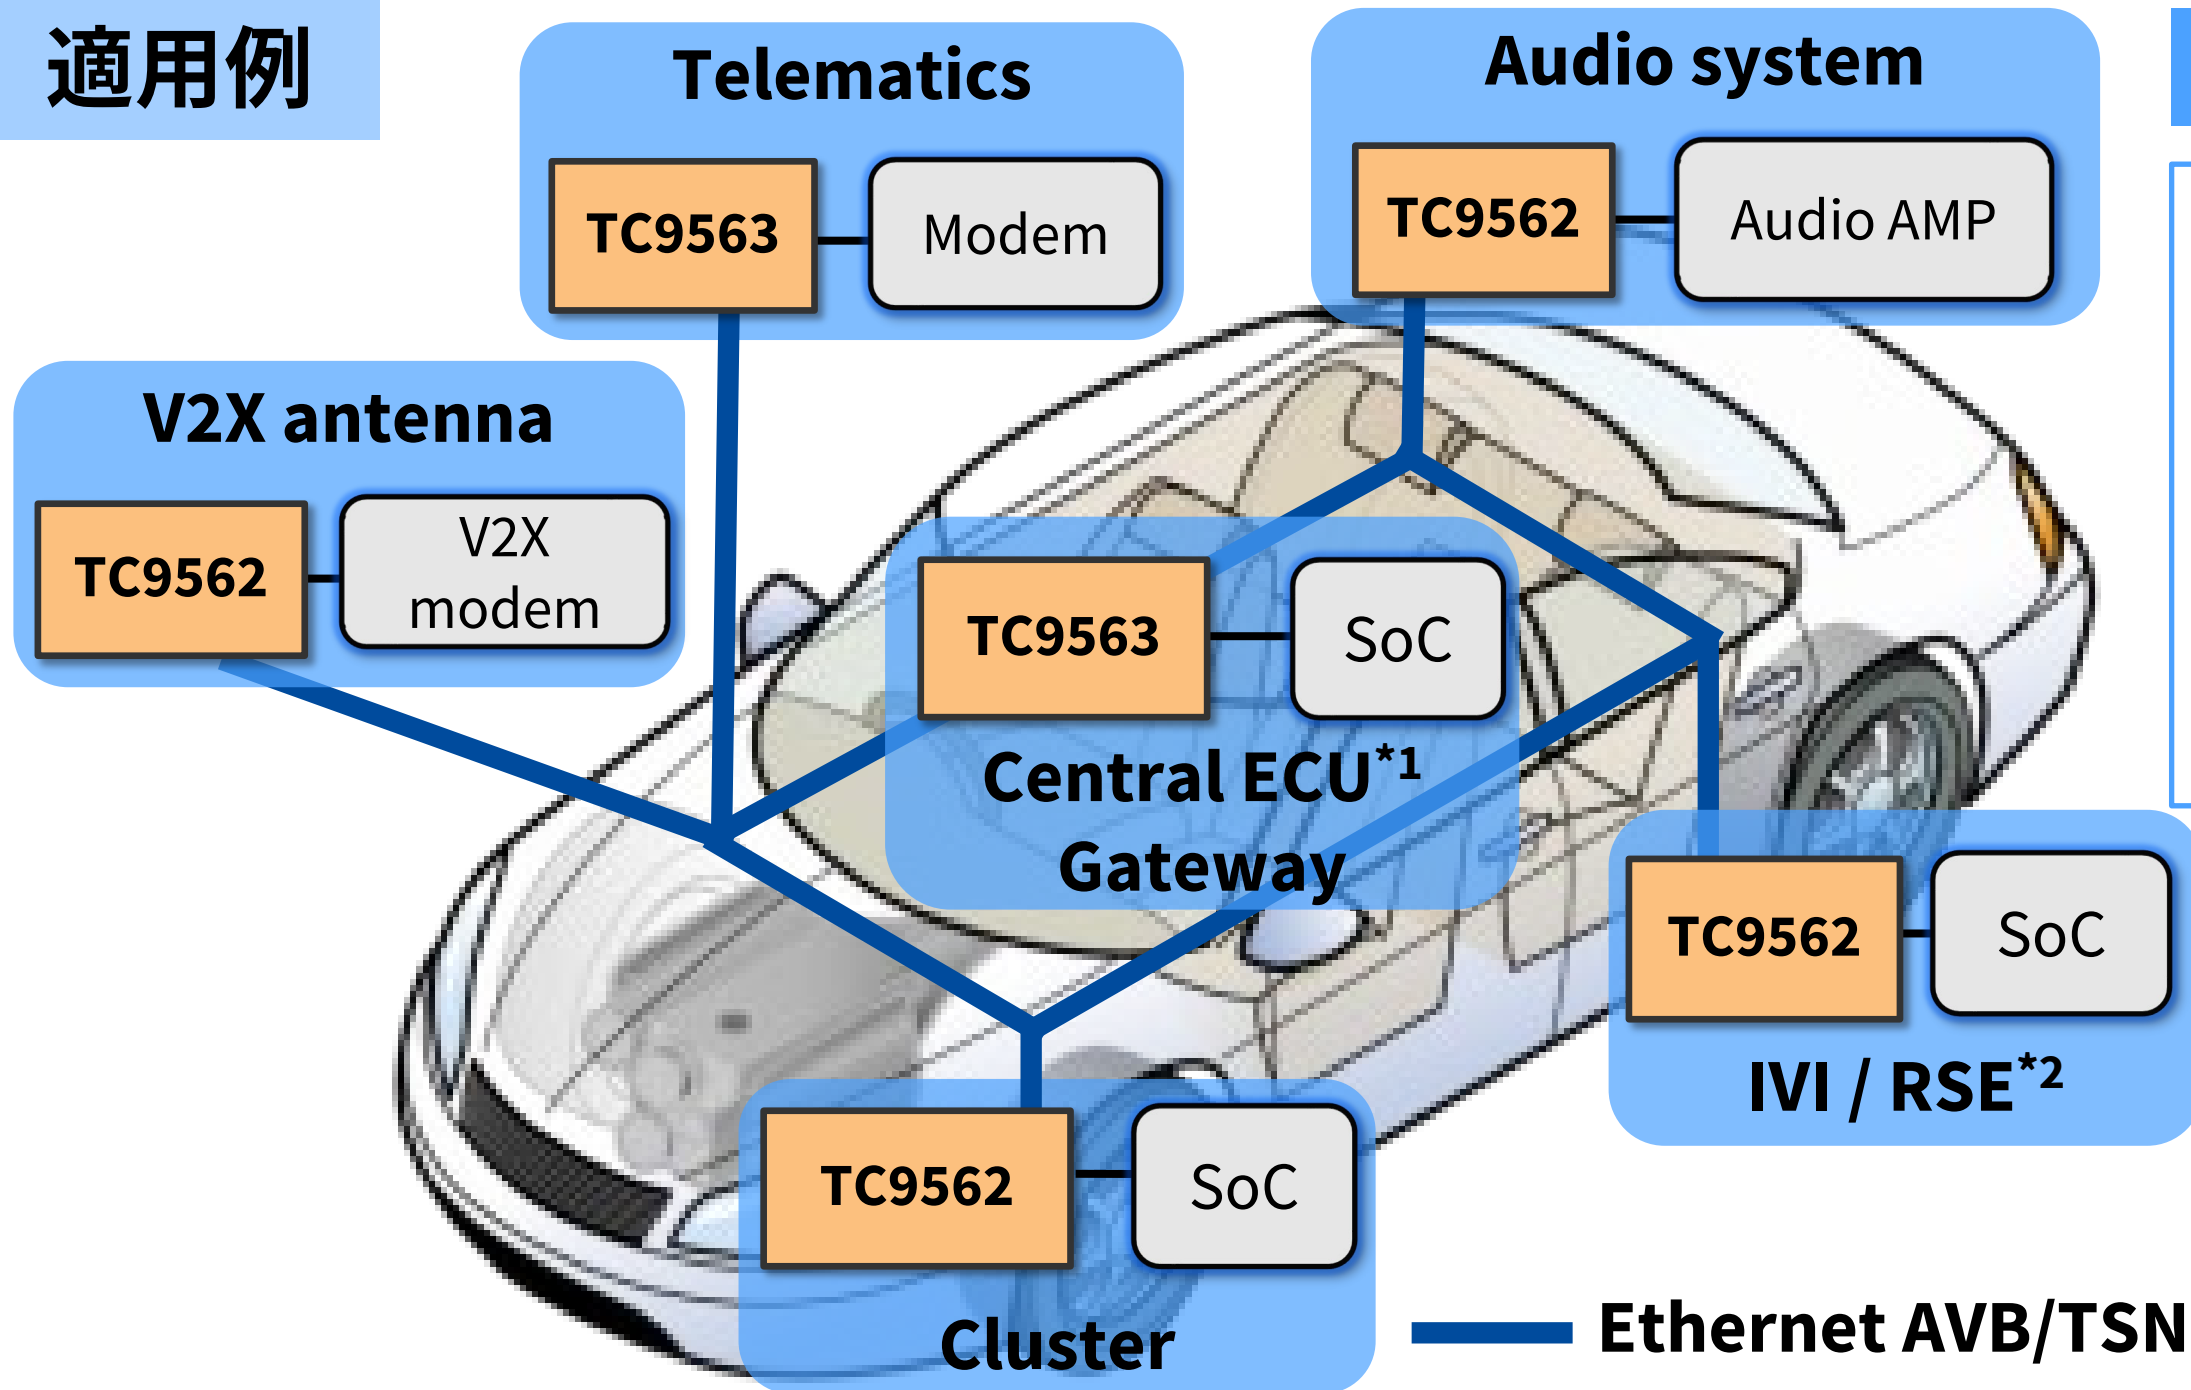 適用例
Telematics
TC9563
Modem
Audio system
TC9562
Audio AMP
V2X antenna
TC9562
V2X
modem
TC9563
SoC
Central ECU*1
Gateway
TC9562
SoC
IVI / RSE*2
TC9562
SoC
Cluster
Ethernet AVB/TSN